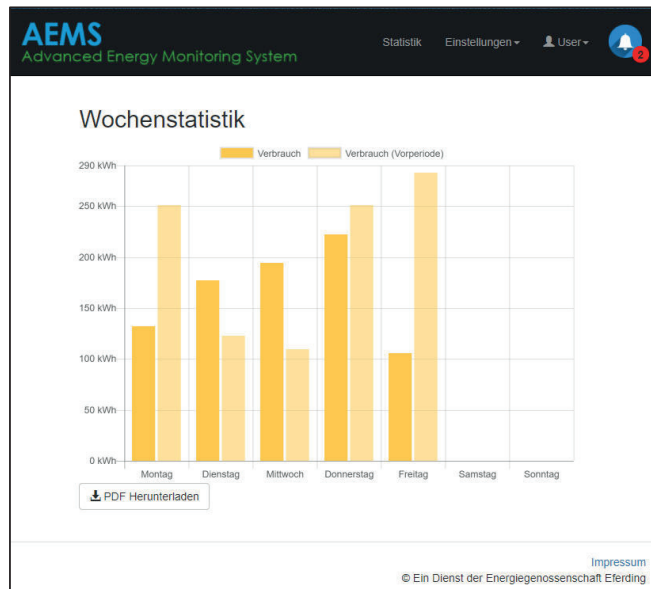 AEMS
Advanced Energy Monitoring System
Statistik Einstellungen User 2
Wochenstatistik
Verbrauch Verbrauch (Vorperiode)
290 kWh
250 kWh
200 kWh
150 kWh
100 kWh
50 kWh
0 kWh
Montag Dienstag Mittwoch Donnerstag Freitag Samstag Sonntag
PDF Herunterladen
Impressum
© Ein Dienst der Energiegenossenschaft Eferding